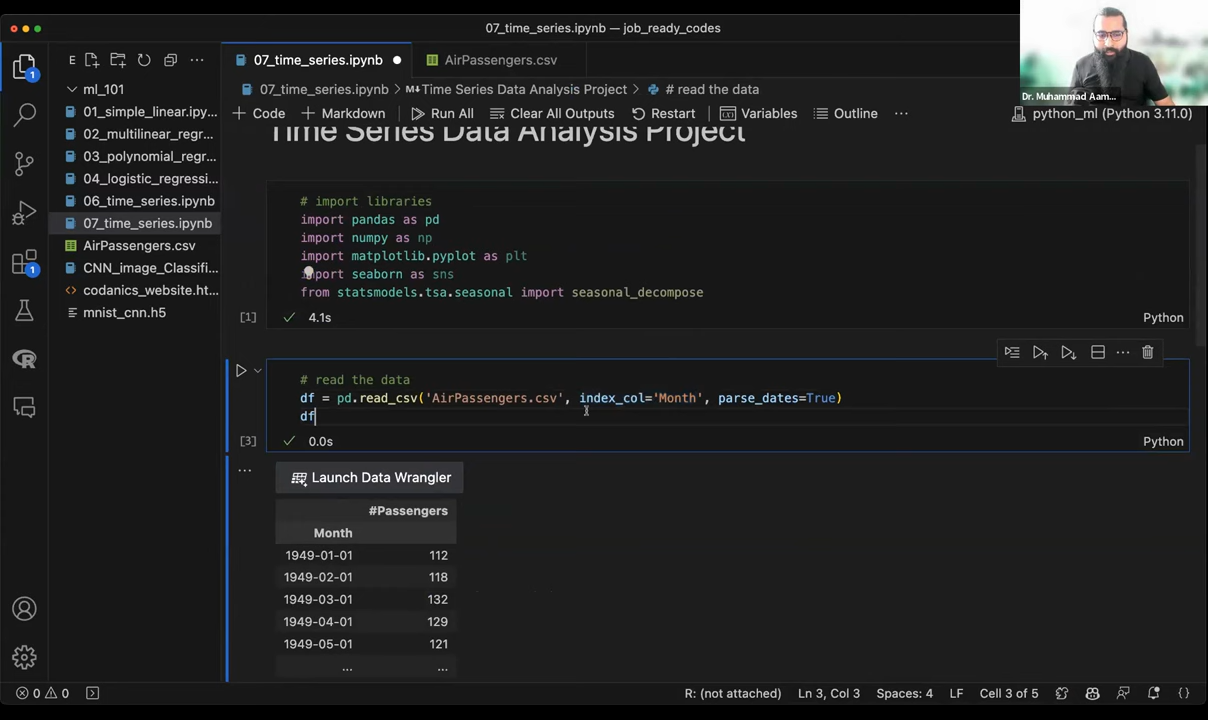 07_time_series.ipynb — job_ready_codes
E
07_time_series.ipynb
AirPassengers.csv
07_time_series.ipynb > Time Series Data Analysis Project > # read the data
Code
Markdown
Run All
Clear All Outputs
Restart
Variables
Outline
...
python_ml (Python 3.11.0)
Dr. Muhammad Aam...
1
ml_101
01_simple_linear.ipy...
02_multilinear_regr...
03_polynomial_regr...
04_logistic_regressi...
06_time_series.ipynb
07_time_series.ipynb
AirPassengers.csv
CNN_image_Classifi...
codanics_website.ht...
mnist_cnn.h5
1
Time Series Data Analysis Project
# import libraries
import pandas as pd
import numpy as np
import matplotlib.pyplot as plt
import seaborn as sns
from statsmodels.tsa.seasonal import seasonal_decompose
[1]
4.1s
Python
# read the data
df = pd.read_csv('AirPassengers.csv', index_col='Month', parse_dates=True)
df
[3]
0.0s
Python
...
Launch Data Wrangler
#Passengers
Month
1949-01-01 112
1949-02-01 118
1949-03-01 132
1949-04-01 129
1949-05-01 121
... ...
0 0
R: (not attached)
Ln 3, Col 3
Spaces: 4
LF
Cell 3 of 5